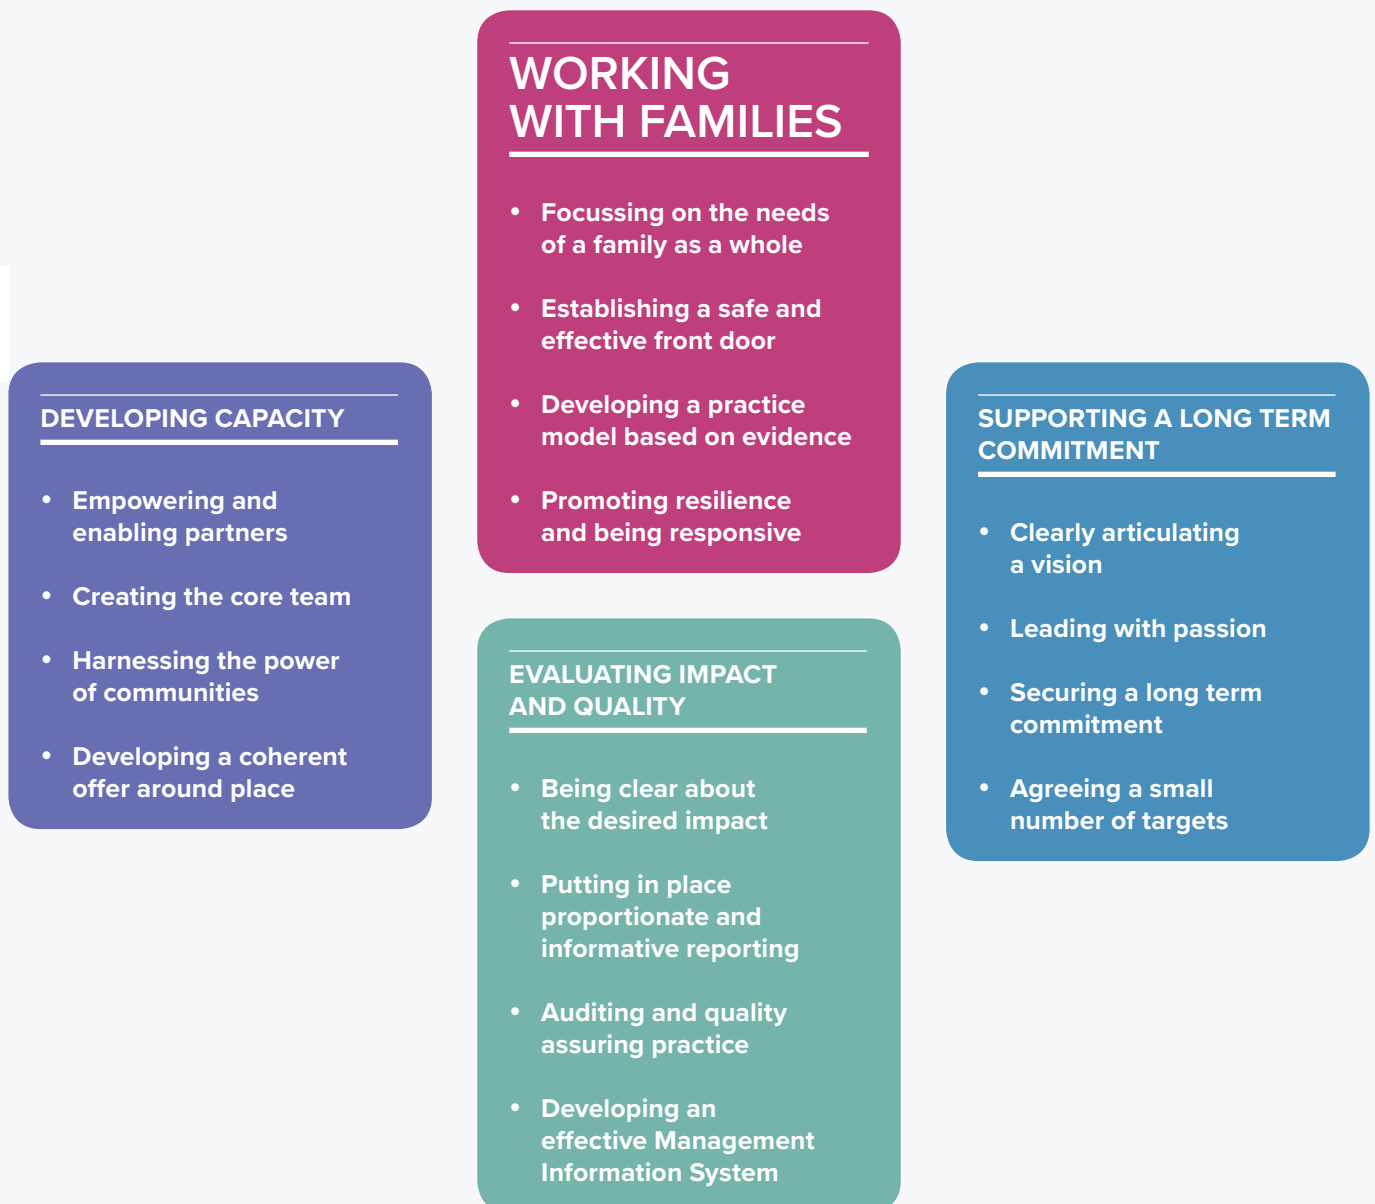 WORKING
WITH FAMILIES
• Focussing on the needs
of a family as a whole
• Establishing a safe and
effective front door
• Developing a practice
model based on evidence
• Promoting resilience
and being responsive
DEVELOPING CAPACITY
• Empowering and
enabling partners
• Creating the core team
• Harnessing the power
of communities
• Developing a coherent
offer around place
SUPPORTING A LONG TERM
COMMITMENT
• Clearly articulating
a vision
• Leading with passion
• Securing a long term
commitment
• Agreeing a small
number of targets
EVALUATING IMPACT
AND QUALITY
• Being clear about
the desired impact
• Putting in place
proportionate and
informative reporting
• Auditing and quality
assuring practice
• Developing an
effective Management
Information System